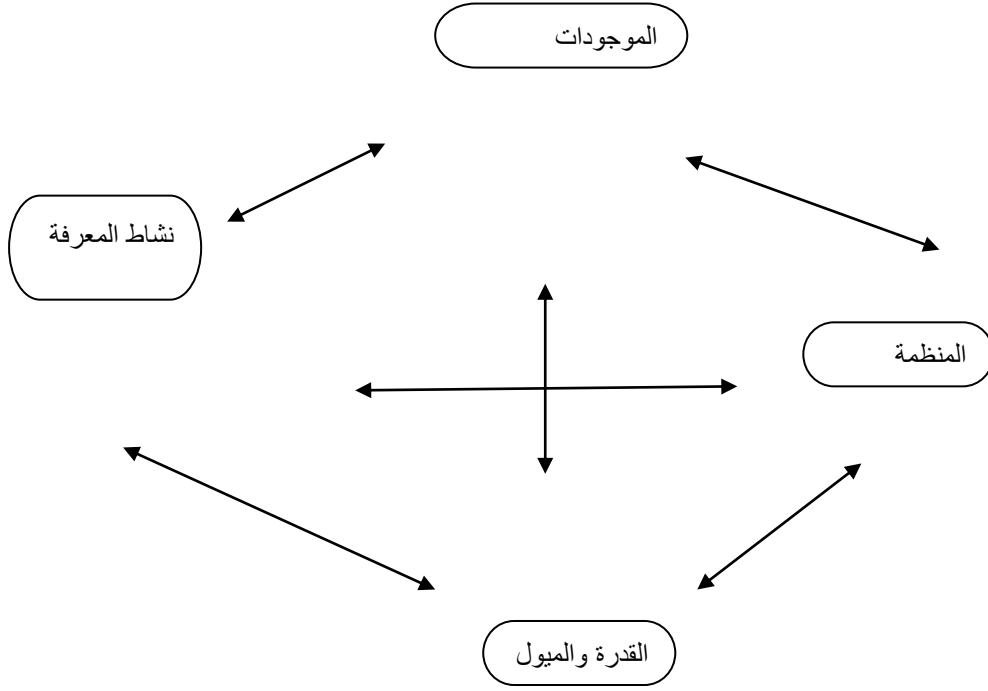 الموجودات
نشاط المعرفة
المنظمة
القدرة والميول